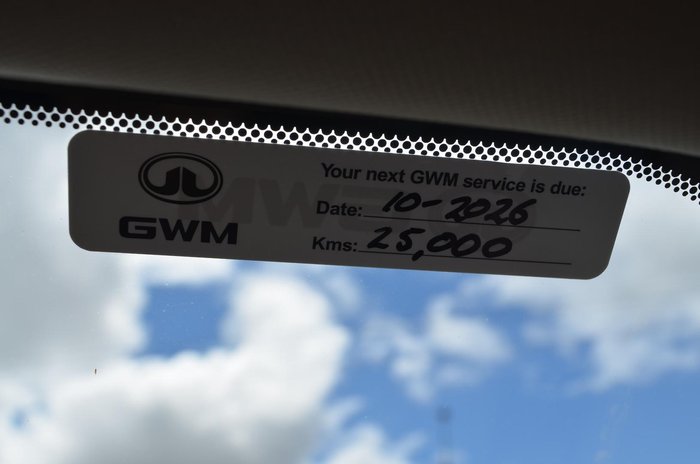 GWM
Your next GWM service is due:
Date: 10-2026
Kms: 25,000